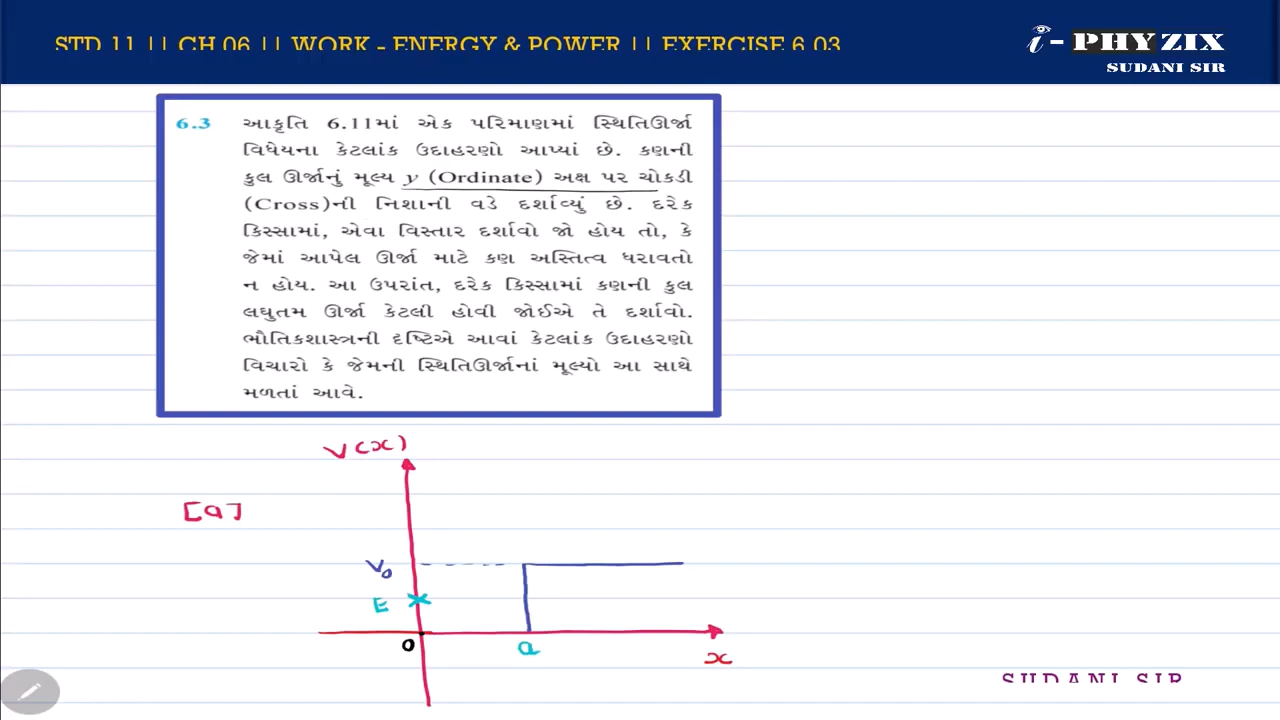 STD 11 || CH 06 || WORK - ENERGY & POWER || EXERCISE 6.03
i - PHYZIX
SUDANI SIR
6.3 આકૃતિ 6.11માં એક પરિમાણમાં સ્થિતિઊર્જા
વિધેયના કેટલાંક ઉદાહરણો આપ્યાં છે. કણની
કુલ ઊર્જાનું મૂલ્ય y (Ordinate) અક્ષ પર ચોકડી
(Cross)ની નિશાની વડે દર્શાવ્યું છે. દરેક
કિસ્સામાં, એવા વિસ્તાર દર્શાવો જો હોય તો, કે
જેમાં આપેલ ઊર્જા માટે કણ અસ્તિત્વ ધરાવતો
ન હોય. આ ઉપરાંત, દરેક કિસ્સામાં કણની કુલ
લઘુતમ ઊર્જા કેટલી હોવી જોઈએ તે દર્શાવો.
ભૌતિકશાસ્ત્રની દૃષ્ટિએ આવાં કેટલાંક ઉદાહરણો
વિચારો કે જેમની સ્થિતિઊર્જાનાં મૂલ્યો આ સાથે
મળતાં આવે.
V(x)
[a]
V₀
E
0
a
x
SUDANI SIR